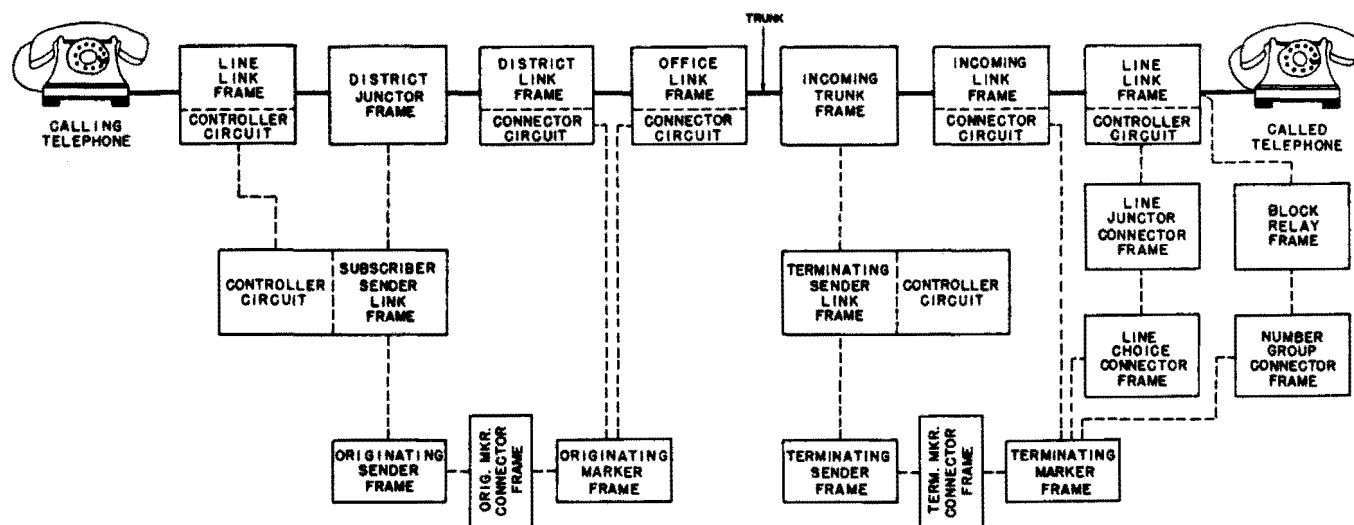 TRUNK
LINE
LINK
FRAME
CONTROLLER
CIRCUIT
DISTRICT
JUNCTOR
FRAME
DISTRICT
LINK
FRAME
CONNECTOR
CIRCUIT
OFFICE
LINK
FRAME
CONNECTOR
CIRCUIT
INCOMING
TRUNK
FRAME
INCOMING
LINK
FRAME
CONNECTOR
CIRCUIT
LINE
LINK
FRAME
CONTROLLER
CIRCUIT
CALLING
TELEPHONE
CALLED
TELEPHONE
LINE
JUNCTOR
CONNECTOR
FRAME
BLOCK
RELAY
FRAME
CONTROLLER
CIRCUIT
SUBSCRIBER
SENDER
LINK
FRAME
TERMINATING
SENDER
LINK
FRAME
CONTROLLER
CIRCUIT
LINE
CHOICE
CONNECTOR
FRAME
NUMBER
GROUP
CONNECTOR
FRAME
ORIGINATING
SENDER
FRAME
ORIG. MKR.
CONNECTOR
FRAME
ORIGINATING
MARKER
FRAME
TERMINATING
SENDER
FRAME
TERM. MKR.
CONNECTOR
FRAME
TERMINATING
MARKER
FRAME